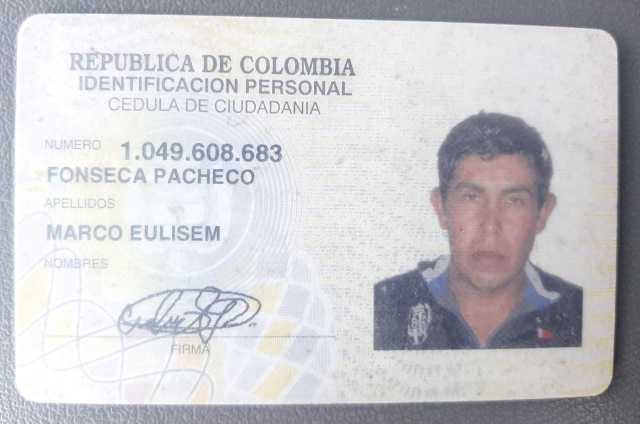 REPUBLICA DE COLOMBIA
IDENTIFICACION PERSONAL
CEDULA DE CIUDADANIA
NUMERO 1.049.608.683
FONSECA PACHECO
APELLIDOS
MARCO EULISEM
NOMBRES
FIRMA